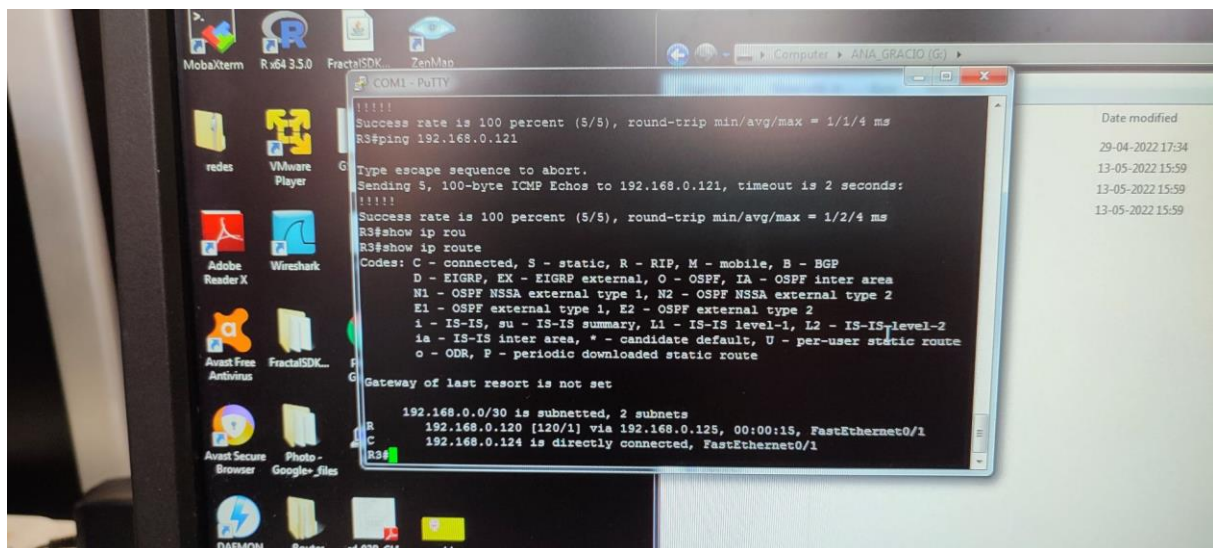 MobaXterm
R x64 3.5.0
FractalSDK...
ZenMap
Computer ▸ ANA_GRACIO (G:) ▸
COM1 - PuTTY
!!!!!
Success rate is 100 percent (5/5), round-trip min/avg/max = 1/1/4 ms
R3#ping 192.168.0.121
Type escape sequence to abort.
Sending 5, 100-byte ICMP Echos to 192.168.0.121, timeout is 2 seconds:
!!!!!
Success rate is 100 percent (5/5), round-trip min/avg/max = 1/2/4 ms
R3#show ip rou
R3#show ip route
Codes: C - connected, S - static, R - RIP, M - mobile, B - BGP
D - EIGRP, EX - EIGRP external, O - OSPF, IA - OSPF inter area
N1 - OSPF NSSA external type 1, N2 - OSPF NSSA external type 2
E1 - OSPF external type 1, E2 - OSPF external type 2
i - IS-IS, su - IS-IS summary, L1 - IS-IS level-1, L2 - IS-IS level-2
ia - IS-IS inter area, * - candidate default, U - per-user static route
o - ODR, P - periodic downloaded static route
Gateway of last resort is not set
192.168.0.0/30 is subnetted, 2 subnets
R 192.168.0.120 [120/1] via 192.168.0.125, 00:00:15, FastEthernet0/1
C 192.168.0.124 is directly connected, FastEthernet0/1
R3#
Date modified
29-04-2022 17:34
13-05-2022 15:59
13-05-2022 15:59
13-05-2022 15:59
redes
VMware
Player
Adobe
Reader X
Wireshark
Avast Free
Antivirus
FractalSDK...
Avast Secure
Browser
Photo -
Google+_files
DAEMON
Router